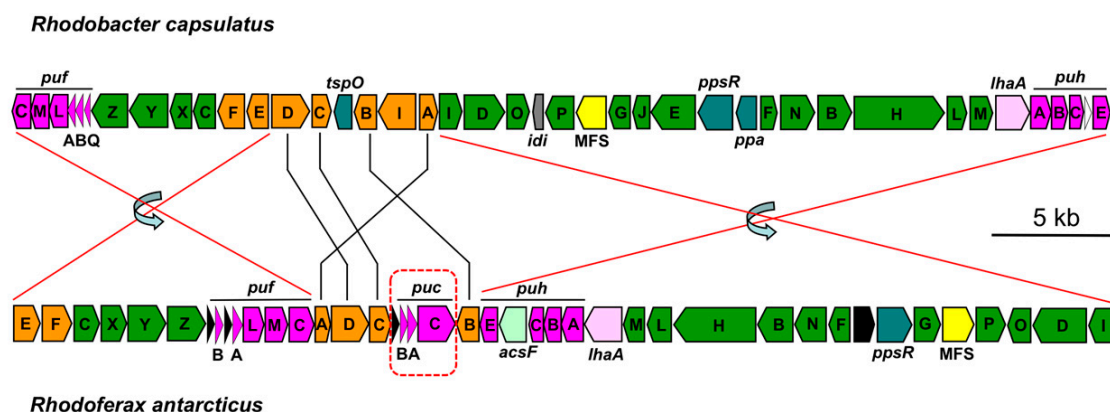 Rhodobacter capsulatus
puf tspO ppsR lhaA puh
C M L Z Y X C F E D C B I A I D O P G J E F N B H L M A B C E
ABQ idi MFS ppa
5 kb
puf puc puh
E F C X Y Z L M C A D C C B E C B A M L H B N F G P O D I
B A BA acsF lhaA ppsR MFS
Rhodoferax antarcticus